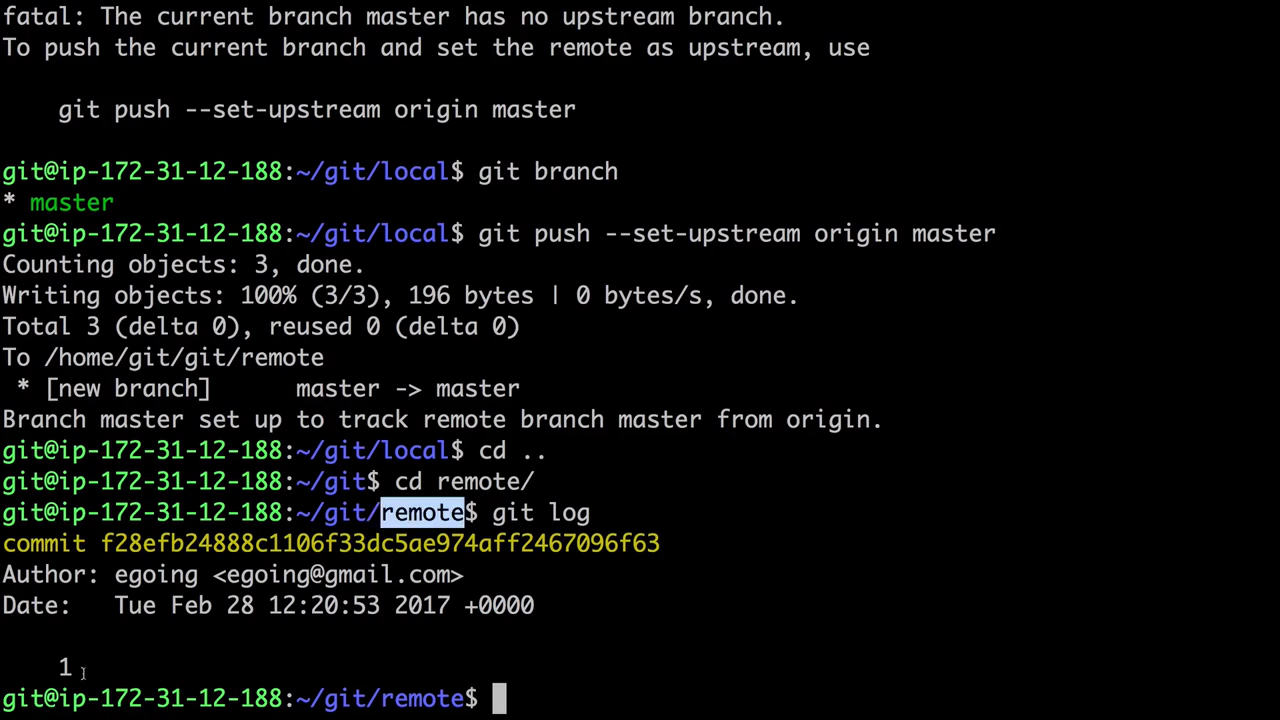 fatal: The current branch master has no upstream branch.
To push the current branch and set the remote as upstream, use
    git push --set-upstream origin master
git@ip-172-31-12-188:~/git/local$ git branch
* master
git@ip-172-31-12-188:~/git/local$ git push --set-upstream origin master
Counting objects: 3, done.
Writing objects: 100% (3/3), 196 bytes | 0 bytes/s, done.
Total 3 (delta 0), reused 0 (delta 0)
To /home/git/git/remote
 * [new branch]      master -> master
Branch master set up to track remote branch master from origin.
git@ip-172-31-12-188:~/git/local$ cd ..
git@ip-172-31-12-188:~/git$ cd remote/
git@ip-172-31-12-188:~/git/remote$ git log
commit f28efb24888c1106f33dc5ae974aff2467096f63
Author: egoing <egoing@gmail.com>
Date:   Tue Feb 28 12:20:53 2017 +0000
    1
git@ip-172-31-12-188:~/git/remote$